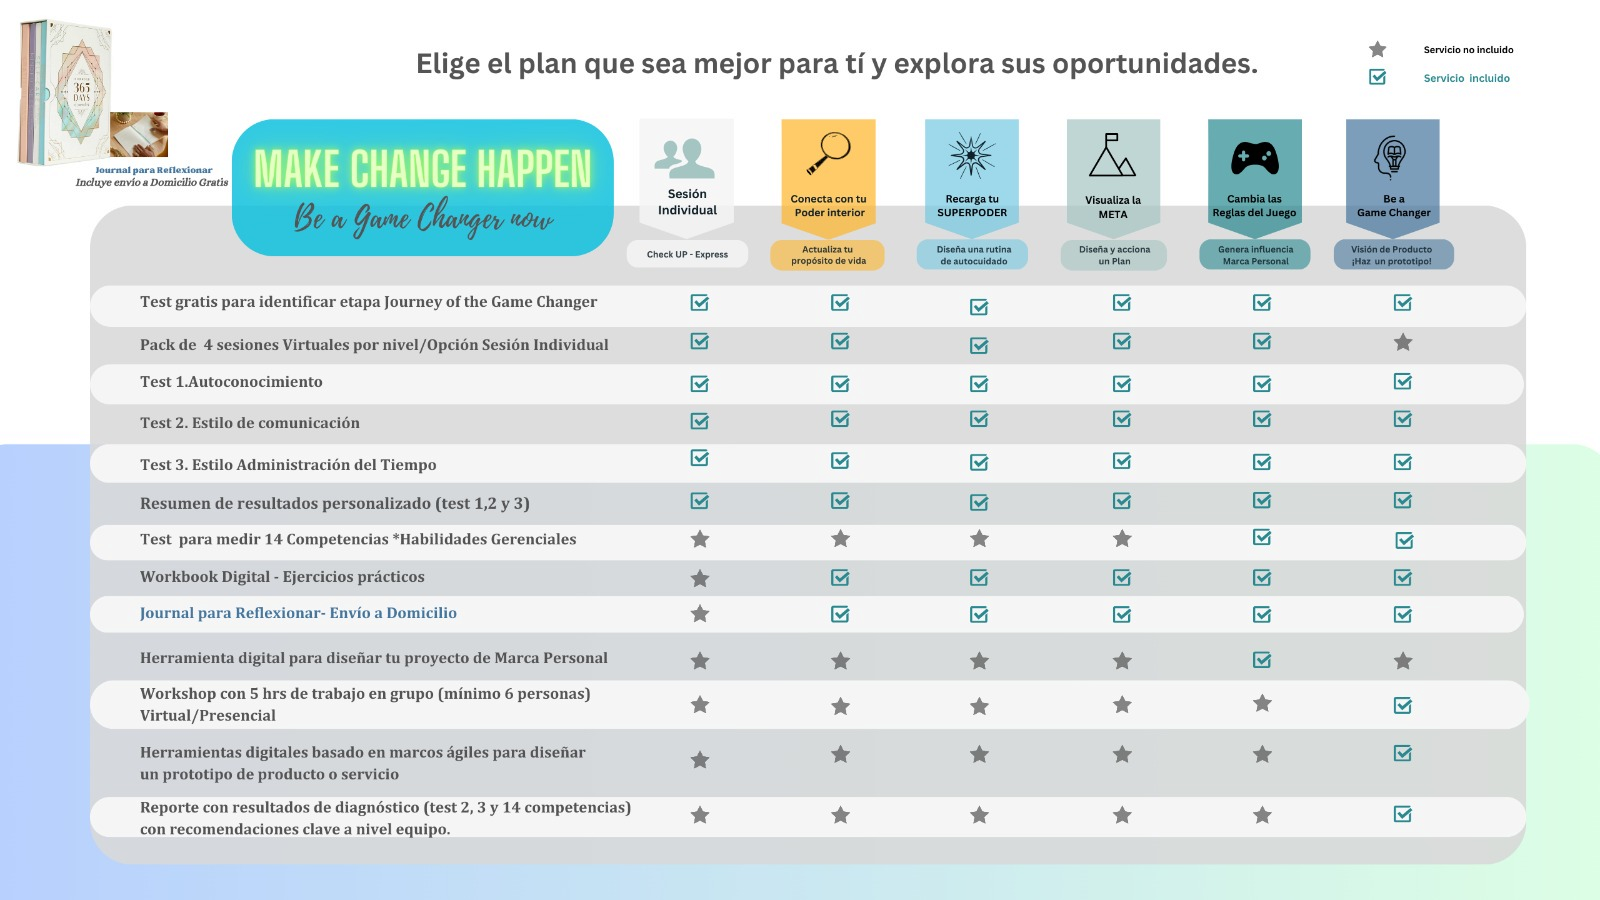 Elige el plan que sea mejor para tí y explora sus oportunidades.
Servicio no incluido
Servicio incluido
365
DAYS
Journal para Reflexionar
Incluye envío a Domicilio Gratis
MAKE CHANGE HAPPEN
Be a Game Changer now
Sesión
Individual
Check UP - Express
Conecta con tu
Poder interior
Actualiza tu
propósito de vida
Recarga tu
SUPERPODER
Diseña una rutina
de autocuidado
Visualiza la
META
Diseña y acciona
un Plan
Cambia las
Reglas del Juego
Genera influencia
Marca Personal
Be a
Game Changer
Visión de Producto
¡Haz un prototipo!
Test gratis para identificar etapa Journey of the Game Changer
Pack de 4 sesiones Virtuales por nivel/Opción Sesión Individual
Test 1.Autoconocimiento
Test 2. Estilo de comunicación
Test 3. Estilo Administración del Tiempo
Resumen de resultados personalizado (test 1,2 y 3)
Test para medir 14 Competencias *Habilidades Gerenciales
Workbook Digital - Ejercicios prácticos
Journal para Reflexionar- Envío a Domicilio
Herramienta digital para diseñar tu proyecto de Marca Personal
Workshop con 5 hrs de trabajo en grupo (mínimo 6 personas)
Virtual/Presencial
Herramientas digitales basado en marcos ágiles para diseñar
un prototipo de producto o servicio
Reporte con resultados de diagnóstico (test 2, 3 y 14 competencias)
con recomendaciones clave a nivel equipo.